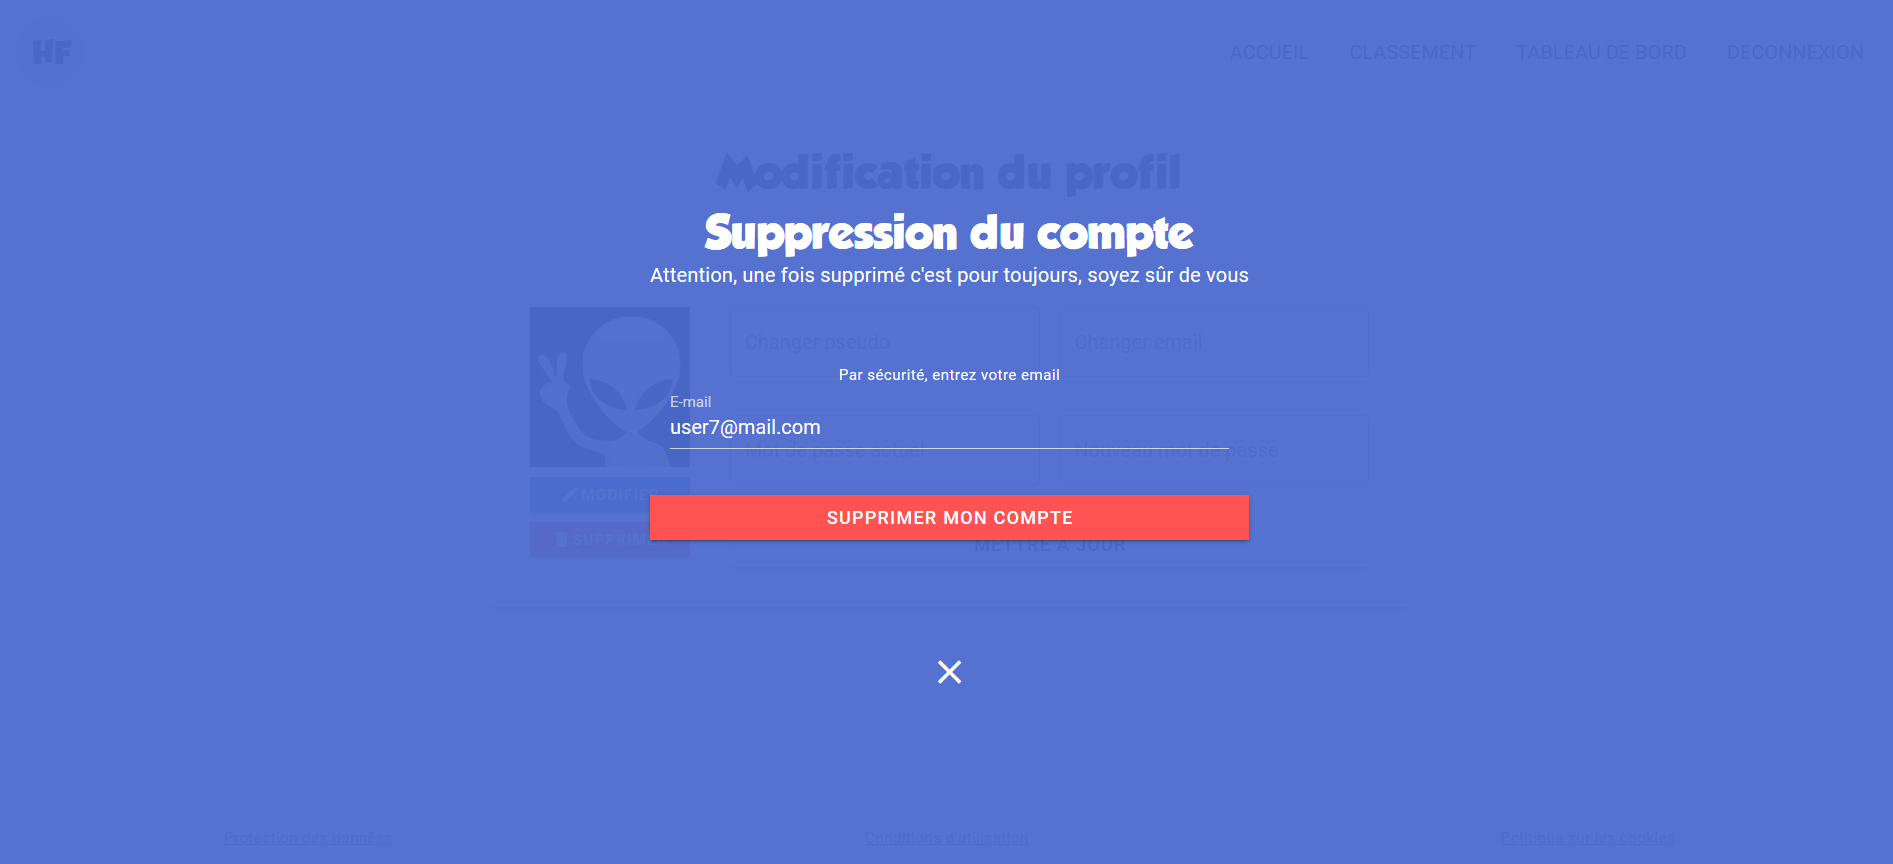 HF
ACCUEIL CLASSEMENT TABLEAU DE BORD DECONNEXION
Modification du profil
Suppression du compte
Attention, une fois supprimé c'est pour toujours, soyez sûr de vous
Changer pseudo Changer email
Par sécurité, entrez votre email
E-mail
user7@mail.com
Mot de passe actuel Nouveau mot de passe
MODIFIER
SUPPRIMER MON COMPTE
SUPPRIMER
METTRE À JOUR
Protection des données Conditions d'utilisation Politique sur les cookies